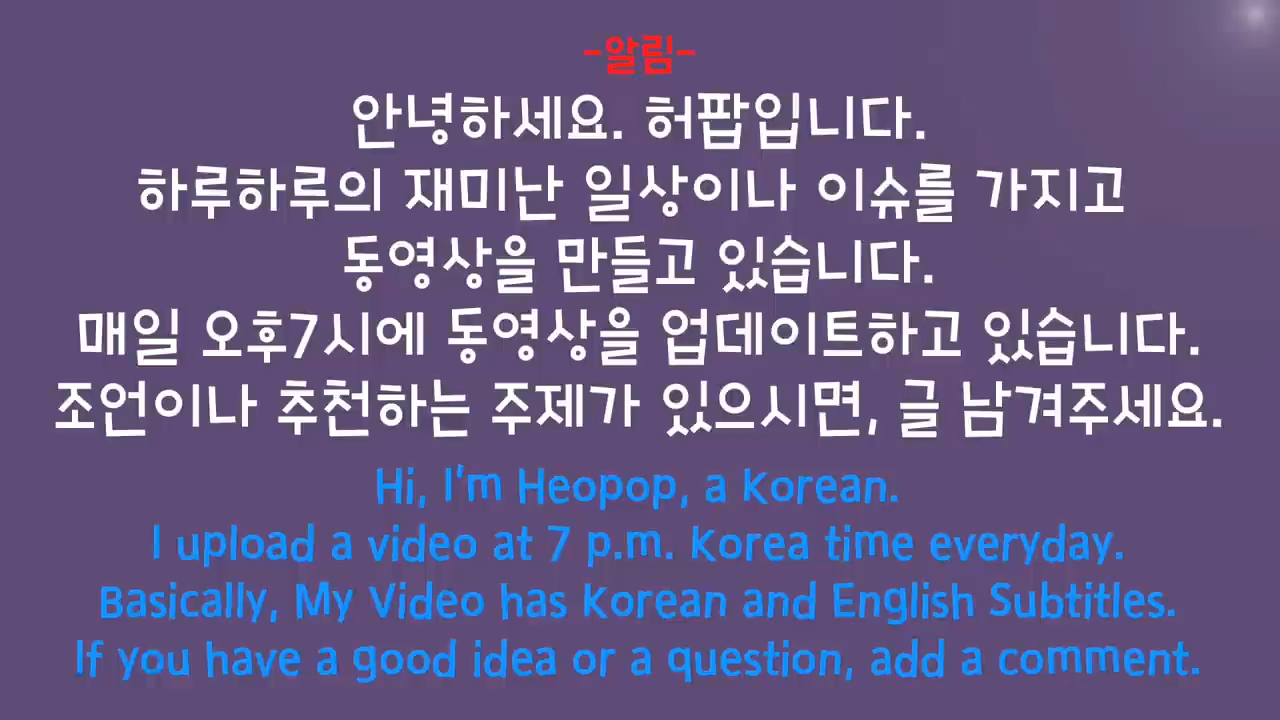 -알림-
안녕하세요. 허팝입니다.
하루하루의 재미난 일상이나 이슈를 가지고
동영상을 만들고 있습니다.
매일 오후7시에 동영상을 업데이트하고 있습니다.
조언이나 추천하는 주제가 있으시면, 글 남겨주세요.
Hi, I'm Heopop, a Korean.
I upload a video at 7 p.m. Korea time everyday.
Basically, My Video has Korean and English Subtitles.
If you have a good idea or a question, add a comment.